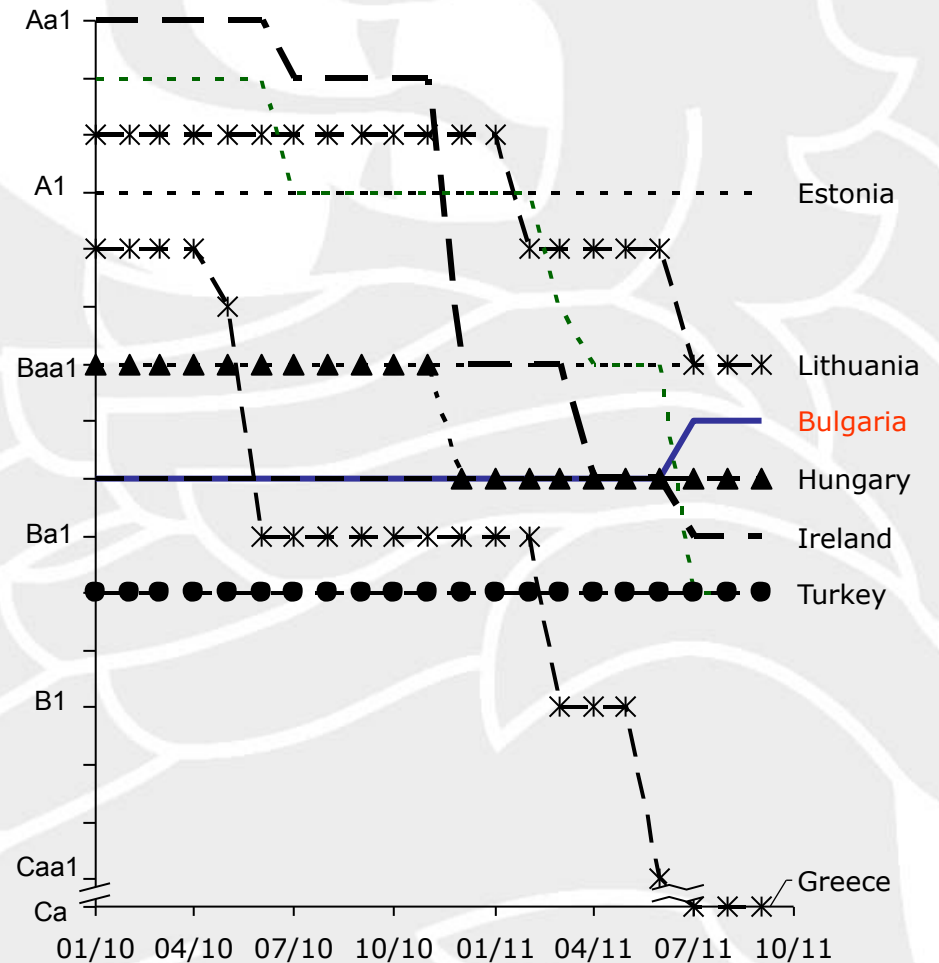 Aa1
A1
Estonia
Baa1
Lithuania
Bulgaria
Hungary
Ba1
Ireland
Turkey
B1
Caa1
Greece
Ca
01/10 04/10 07/10 10/10 01/11 04/11 07/11 10/11